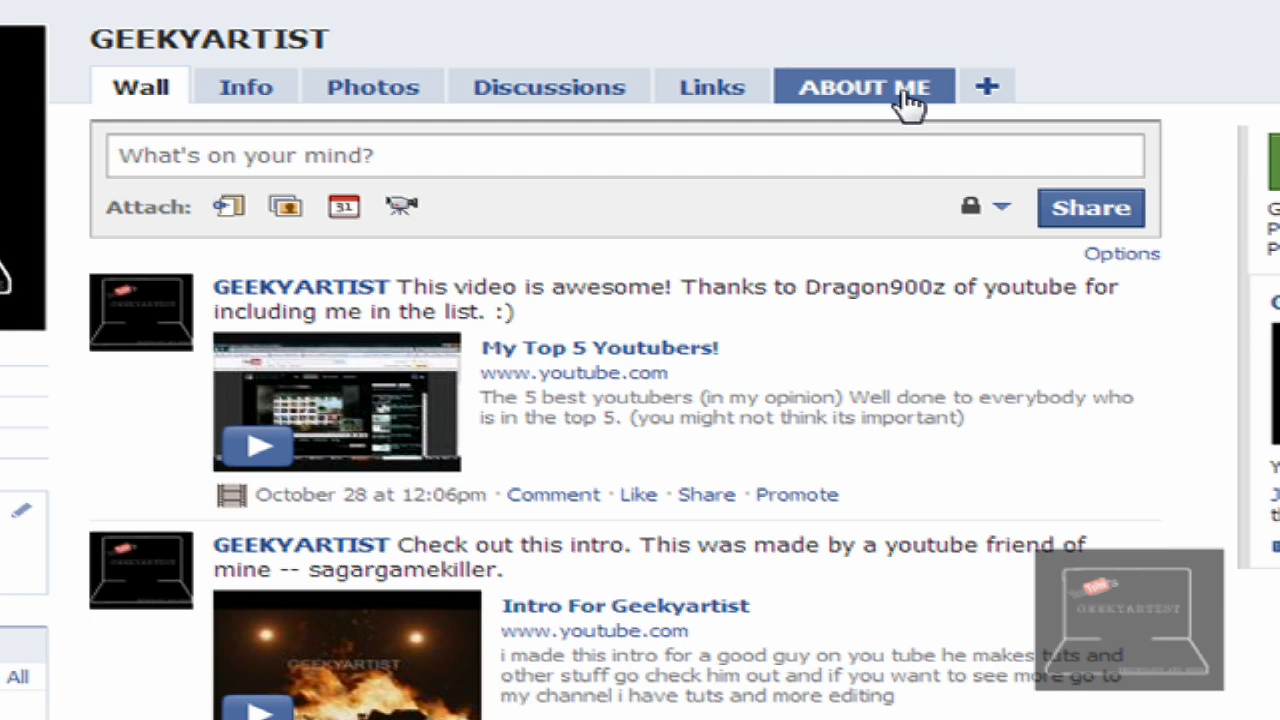 GEEKYARTIST
Wall Info Photos Discussions Links ABOUT ME
What's on your mind?
Attach: 31 Share
Options
GEEKYARTIST This video is awesome! Thanks to Dragon900z of youtube for
including me in the list. :)
My Top 5 Youtubers!
www.youtube.com
The 5 best youtubers (in my opinion) Well done to everybody who
is in the top 5. (you might not think its important)
October 28 at 12:06pm · Comment · Like · Share · Promote
GEEKYARTIST Check out this intro. This was made by a youtube friend of
mine -- sagargamekiller.
Intro For Geekyartist
www.youtube.com
i made this intro for a good guy on you tube he makes tuts and
other stuff go check him out and if you want to see more go to
my channel i have tuts and more editing
GEEKYARTIST
GEEKYARTIST
All